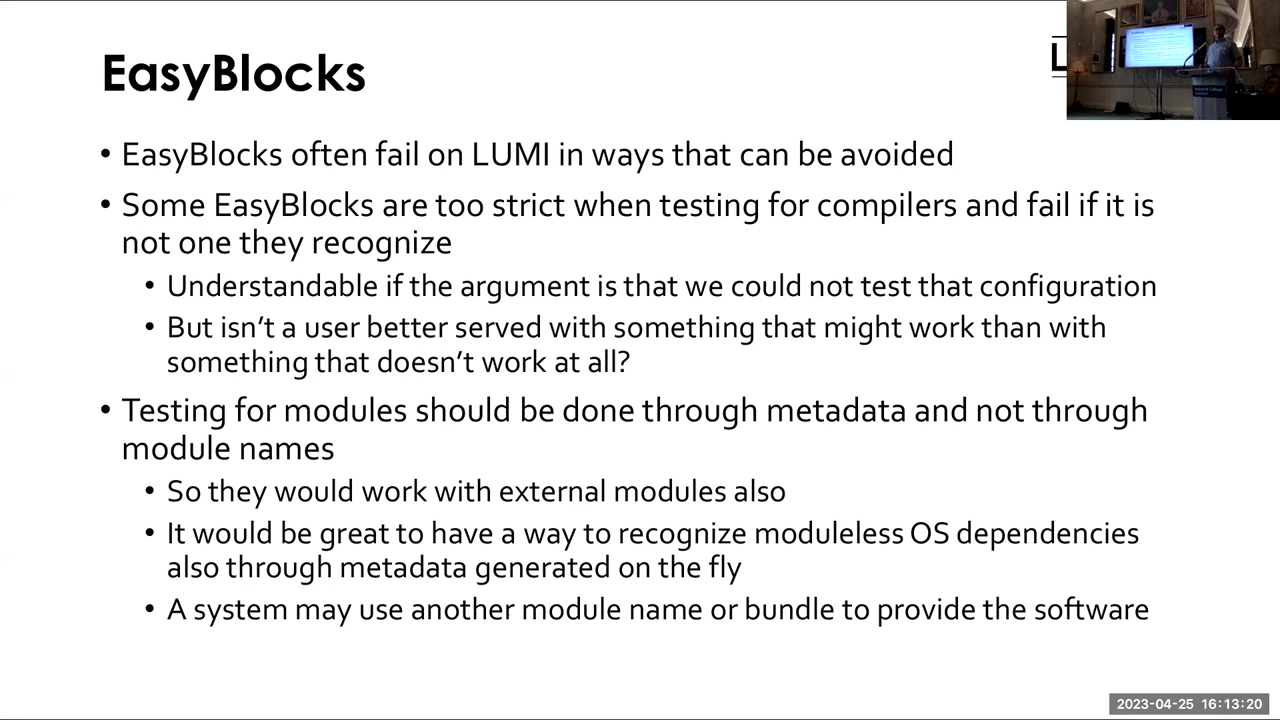 EasyBlocks
L
• EasyBlocks often fail on LUMI in ways that can be avoided
• Some EasyBlocks are too strict when testing for compilers and fail if it is
not one they recognize
• Understandable if the argument is that we could not test that configuration
• But isn’t a user better served with something that might work than with
something that doesn’t work at all?
• Testing for modules should be done through metadata and not through
module names
• So they would work with external modules also
• It would be great to have a way to recognize moduleless OS dependencies
also through metadata generated on the fly
• A system may use another module name or bundle to provide the software
Imperial College
London
2023-04-25 16:13:20